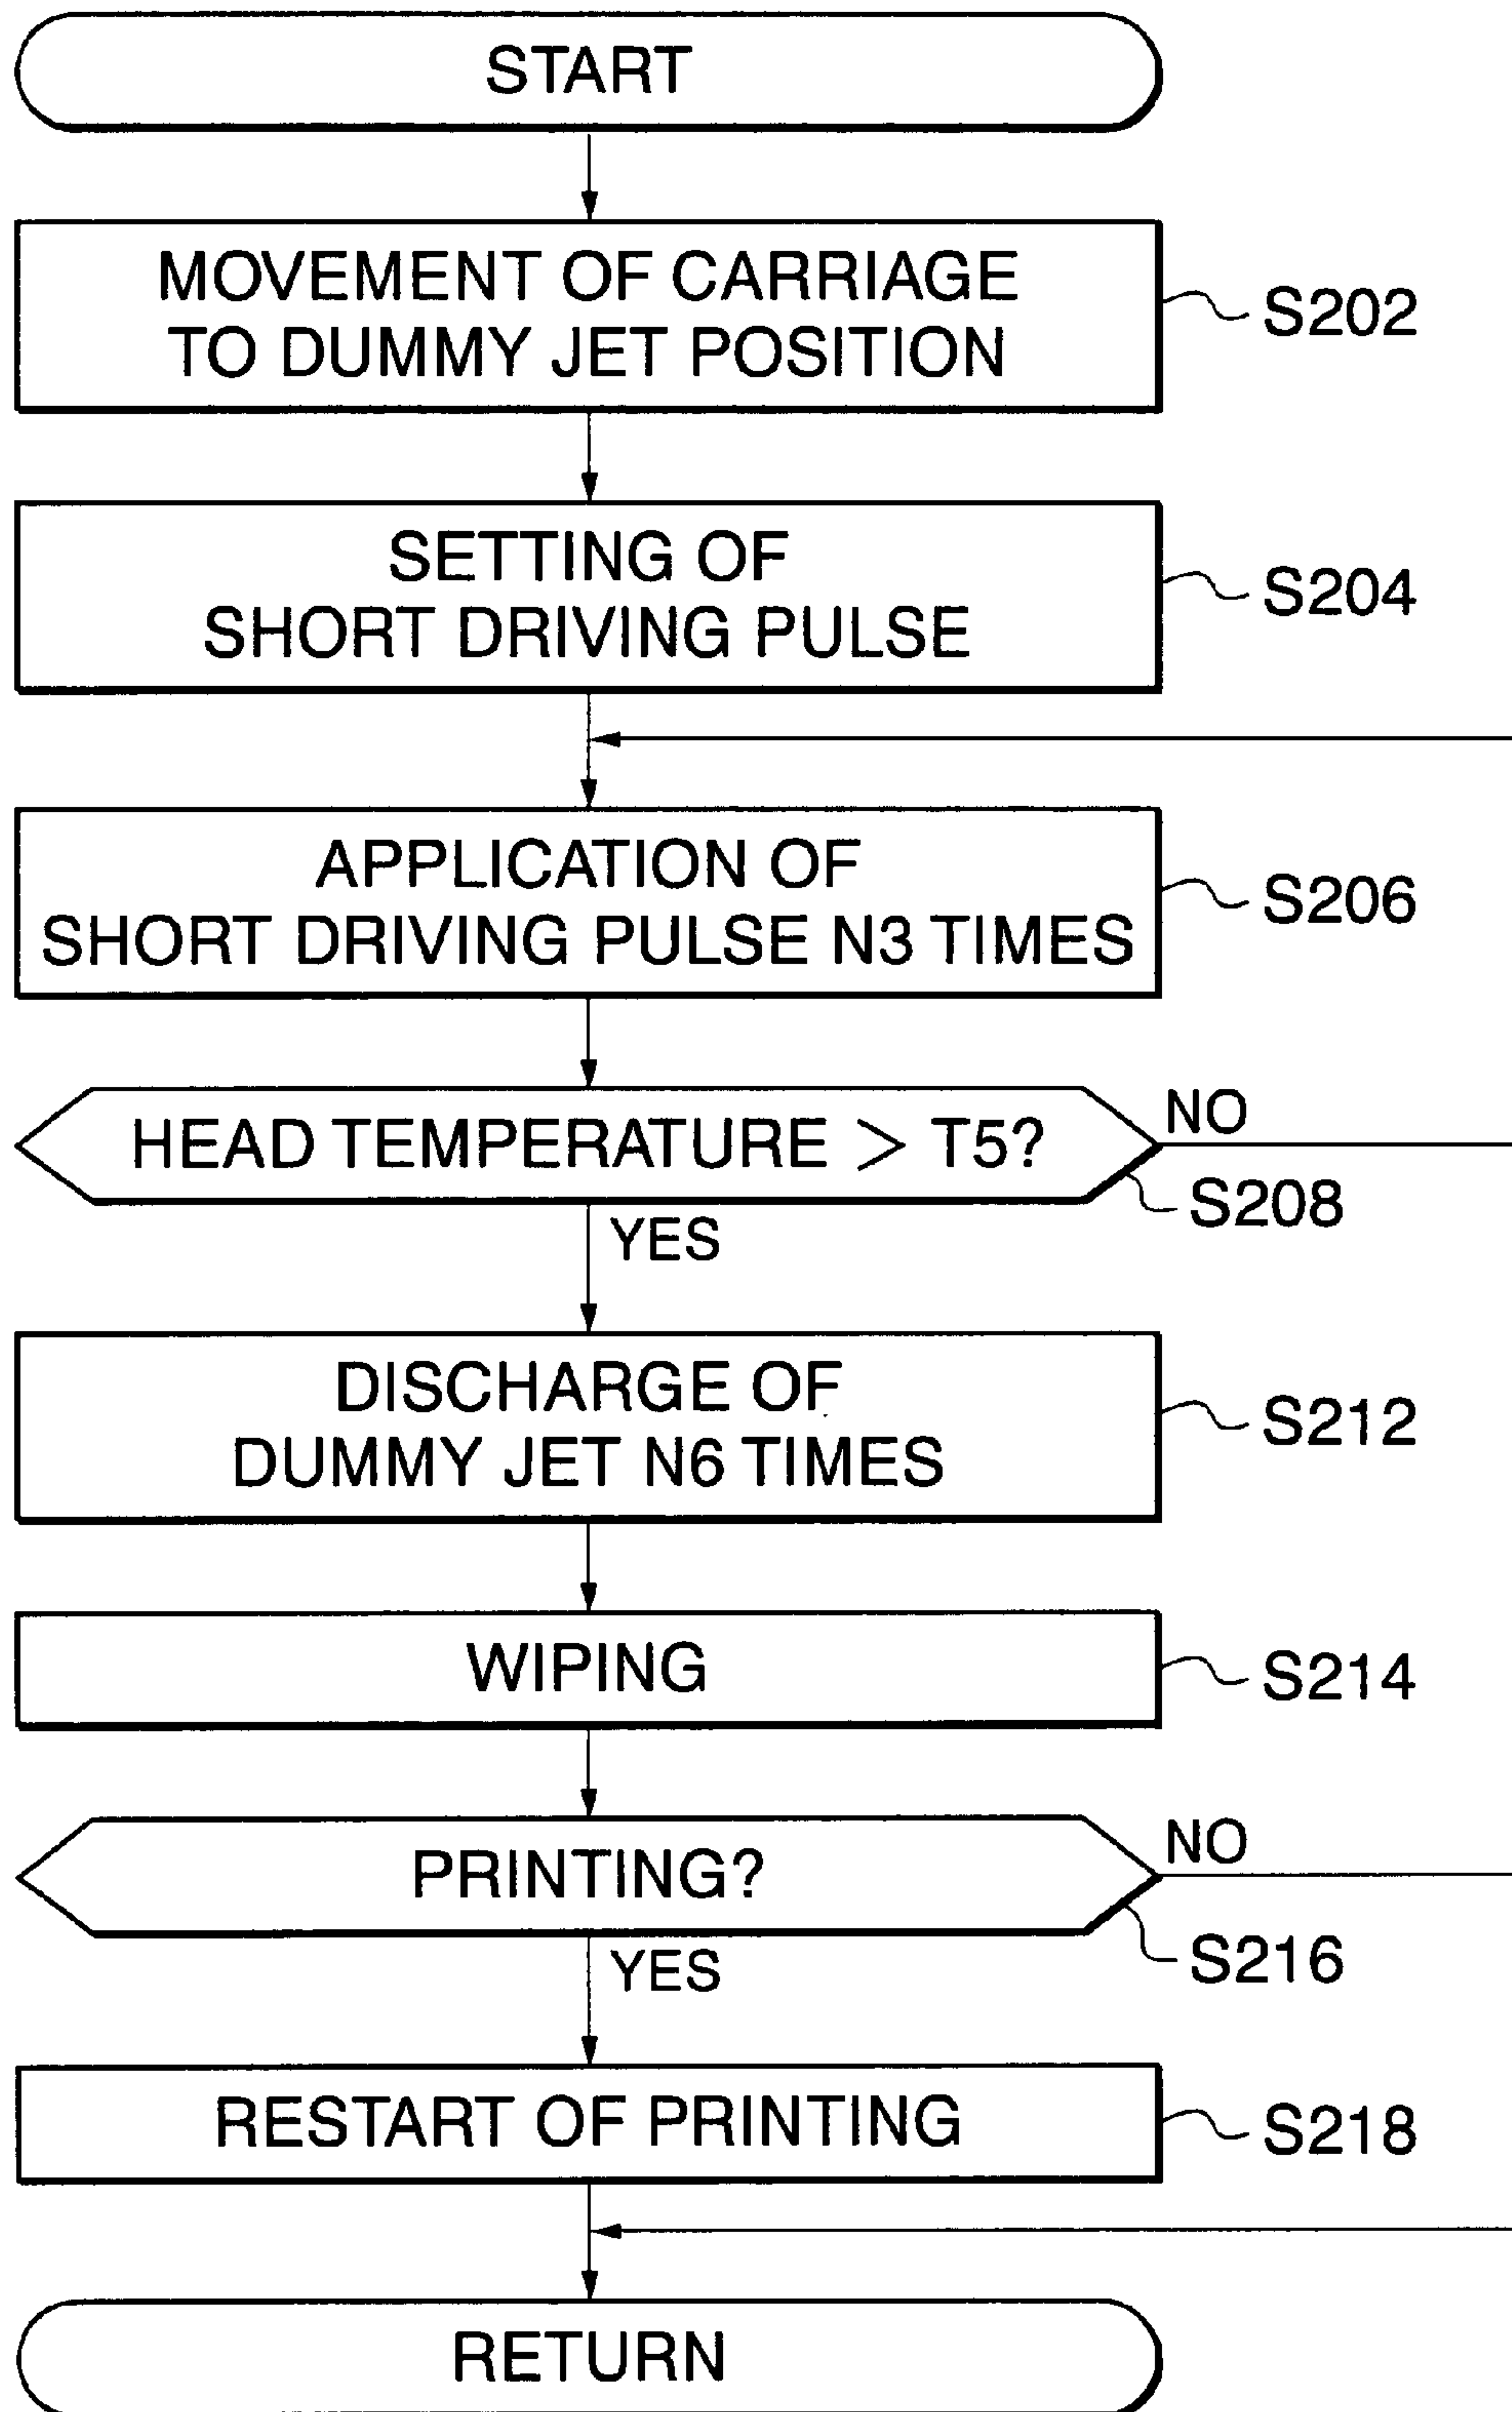 START
MOVEMENT OF CARRIAGE
TO DUMMY JET POSITION
S202
SETTING OF
SHORT DRIVING PULSE
S204
APPLICATION OF
SHORT DRIVING PULSE N3 TIMES
S206
HEAD TEMPERATURE > T5?
NO
S208
YES
DISCHARGE OF
DUMMY JET N6 TIMES
S212
WIPING
S214
PRINTING?
NO
S216
YES
RESTART OF PRINTING
S218
RETURN